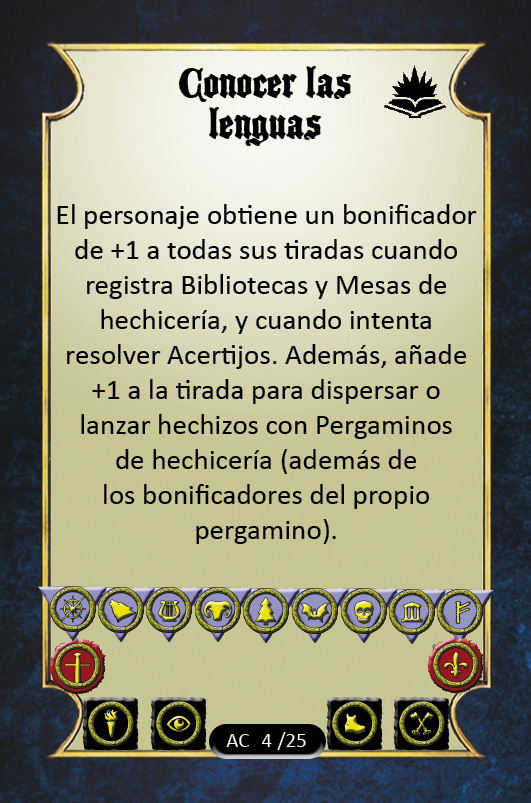 Conocer las
lenguas
El personaje obtiene un bonificador
de +1 a todas sus tiradas cuando
registra Bibliotecas y Mesas de
hechicería, y cuando intenta
resolver Acertijos. Además, añade
+1 a la tirada para dispersar o
lanzar hechizos con Pergaminos
de hechicería (además de
los bonificadores del propio
pergamino).
AC 4 /25